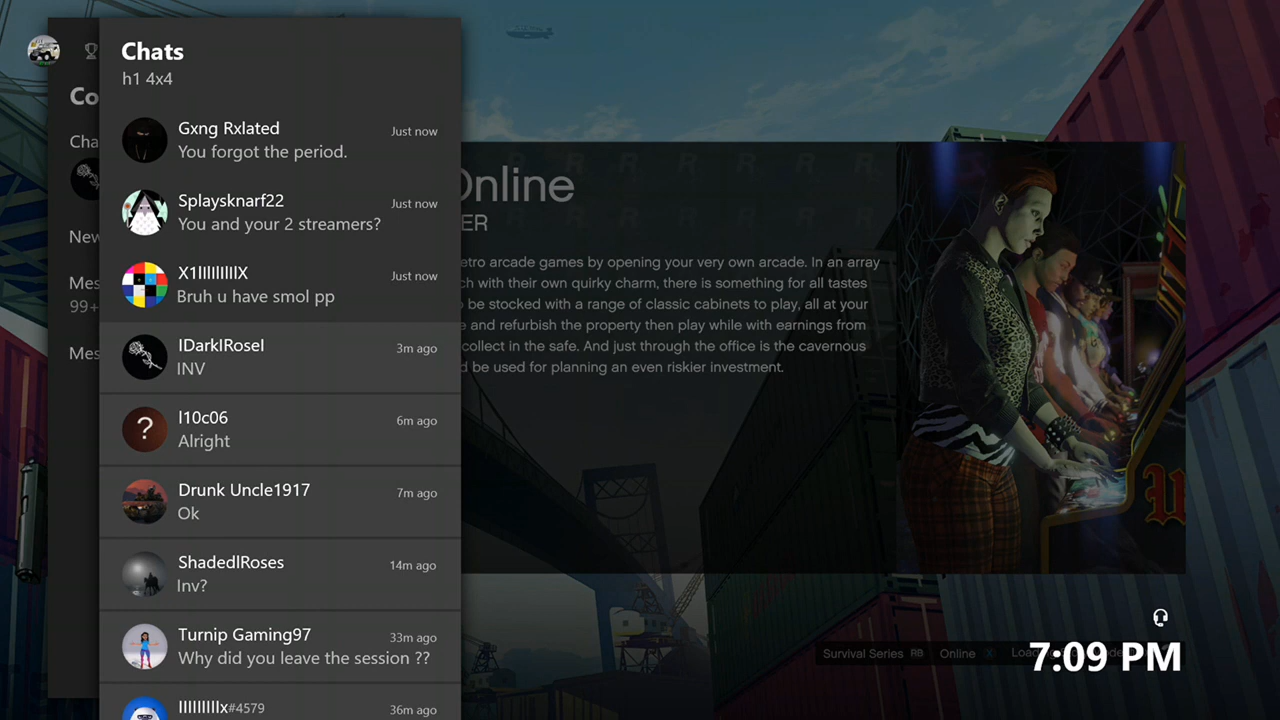 Chats
h1 4x4
Gxng Rxlated
Just now
You forgot the period.
Splaysknarf22
Just now
You and your 2 streamers?
X1lllllllllX
Just now
Bruh u have smol pp
lDarklRosel
3m ago
INV
l10c06
6m ago
Alright
Drunk Uncle1917
7m ago
Ok
ShadedlRoses
14m ago
Inv?
Turnip Gaming97
33m ago
Why did you leave the session ??
lllllllllx#4579
36m ago
Co
Cha
New
Mes
99+
Mes
Online
ER
etro arcade games by opening your very own arcade. In an array
ch with their own quirky charm, there is something for all tastes
be stocked with a range of classic cabinets to play, all at your
e and refurbish the property then play while with earnings from
collect in the safe. And just through the office is the cavernous
d be used for planning an even riskier investment.
Survival Series RB Online X Loa
7:09 PM